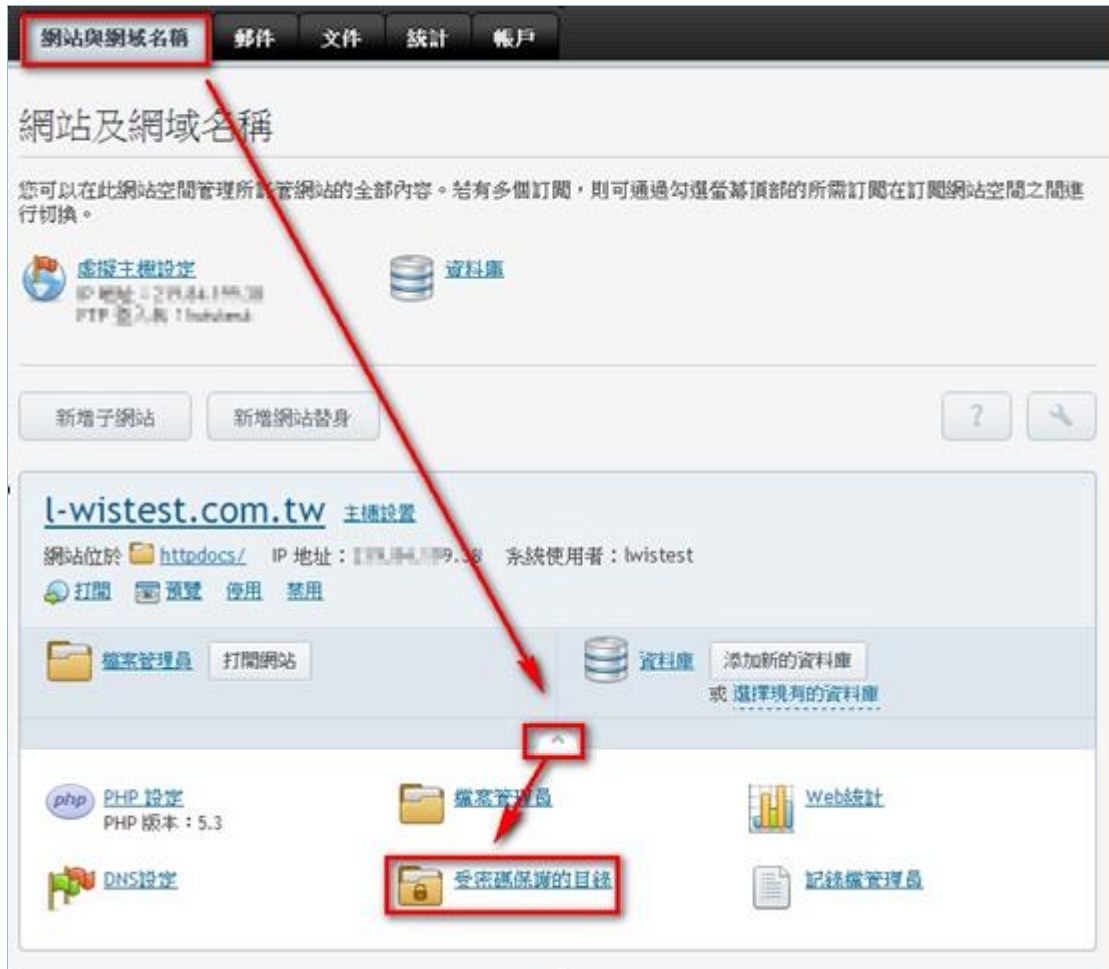 網站與網域名稱 郵件 文件 統計 帳戶
網站及網域名稱
您可以在此網站空間管理所託管網站的全部內容。若有多個訂閱，則可通過勾選螢幕頂部的所需訂閱在訂閱網站空間之間進
行切換。
虛擬主機設定 資料庫
IP 地址：
FTP 登入名：
新增子網站 新增網站替身 ?
l-wistest.com.tw 主機設置
網站位於 httpdocs/ IP 地址： 9.38 系統使用者：lwistest
打開 預覽 停用 禁用
檔案管理員 打開網站 資料庫 添加新的資料庫
或 選擇現有的資料庫
php PHP 設定 檔案管理員 Web統計
PHP 版本：5.3
DNS設定 受密碼保護的目錄 記錄檔管理員